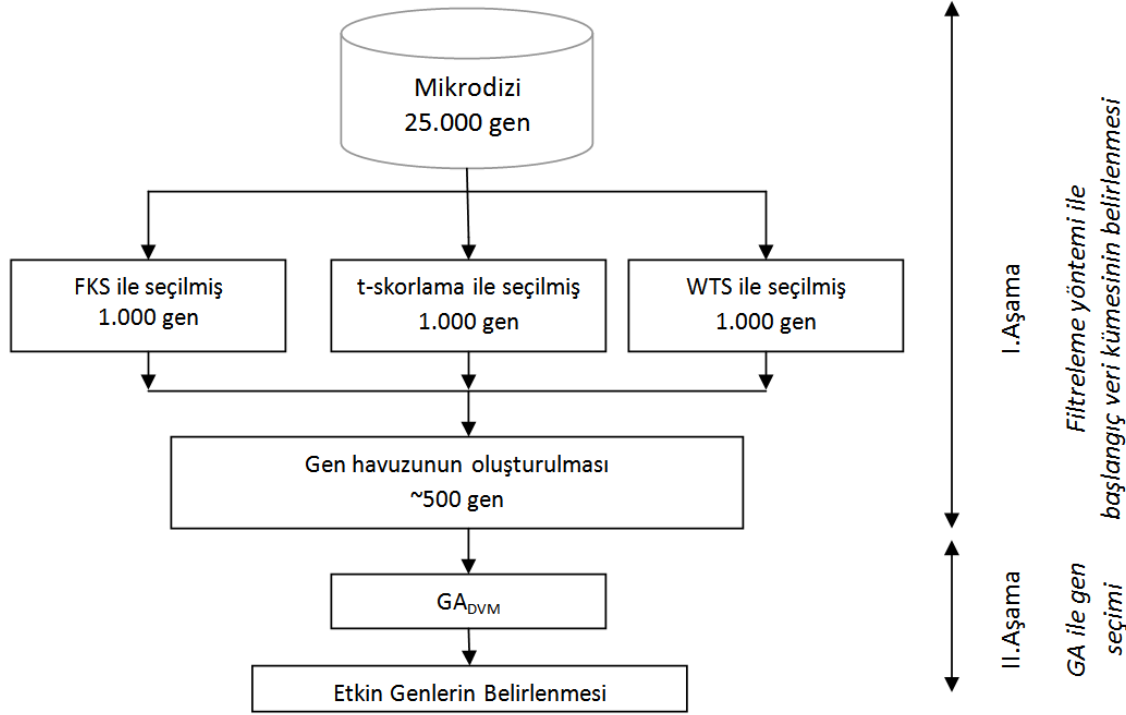 Mikrodizi
25.000 gen
FKS ile seçilmiş
1.000 gen
t-skorlama ile seçilmiş
1.000 gen
WTS ile seçilmiş
1.000 gen
Gen havuzunun oluşturulması
~500 gen
GADVM
Etkin Genlerin Belirlenmesi
I.Aşama
Filtreleme yöntemi ile
başlangıç veri kümesinin belirlenmesi
II.Aşama
GA ile gen
seçimi